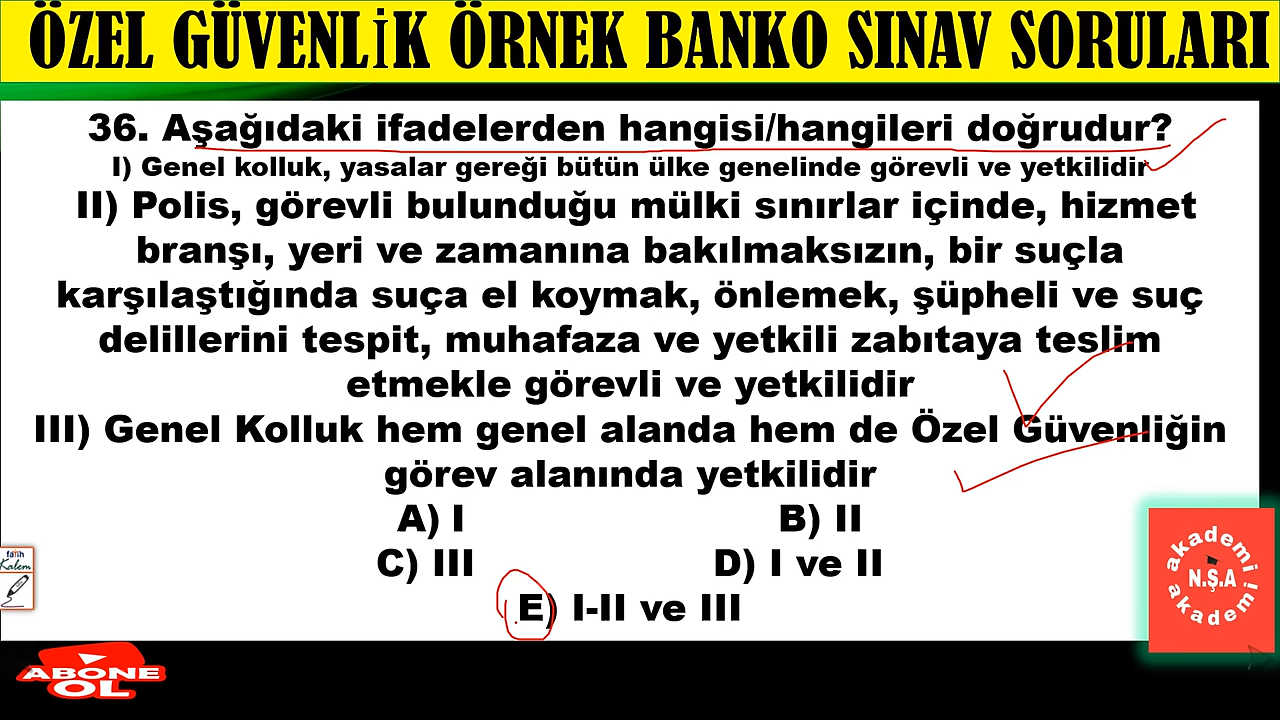 ÖZEL GÜVENLİK ÖRNEK BANKO SINAV SORULARI
36. Aşağıdaki ifadelerden hangisi/hangileri doğrudur?
I) Genel kolluk, yasalar gereği bütün ülke genelinde görevli ve yetkilidir
II) Polis, görevli bulunduğu mülki sınırlar içinde, hizmet
branşı, yeri ve zamanına bakılmaksızın, bir suçla
karşılaştığında suça el koymak, önlemek, şüpheli ve suç
delillerini tespit, muhafaza ve yetkili zabıtaya teslim
etmekle görevli ve yetkilidir
III) Genel Kolluk hem genel alanda hem de Özel Güvenliğin
görev alanında yetkilidir
A) I B) II
C) III D) I ve II
E) I-II ve III
fatih
Kalem
akademi
N.Ş.A
akademi
ABONE
OL